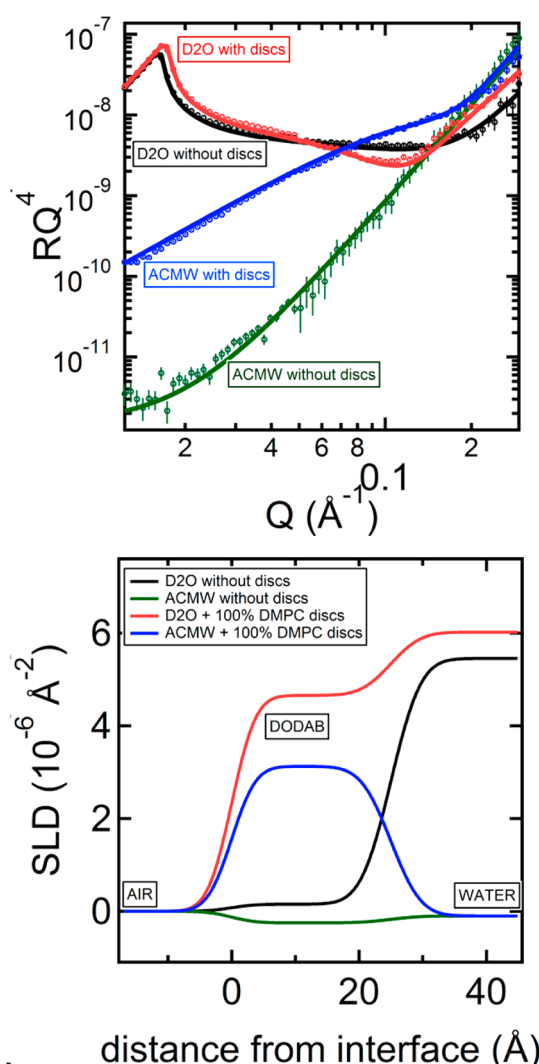 10⁻⁷
D2O with discs
10⁻⁸
D2O without discs
10⁻⁹
RQ⁴
10⁻¹⁰
ACMW with discs
10⁻¹¹
ACMW without discs
2 4 6 8 0.1 2
Q (Å⁻¹)
D2O without discs
ACMW without discs
D2O + 100% DMPC discs
ACMW + 100% DMPC discs
6
DODAB
4
SLD (10⁻⁶ Å⁻²)
2
AIR
WATER
0
0 20 40
distance from interface (Å)